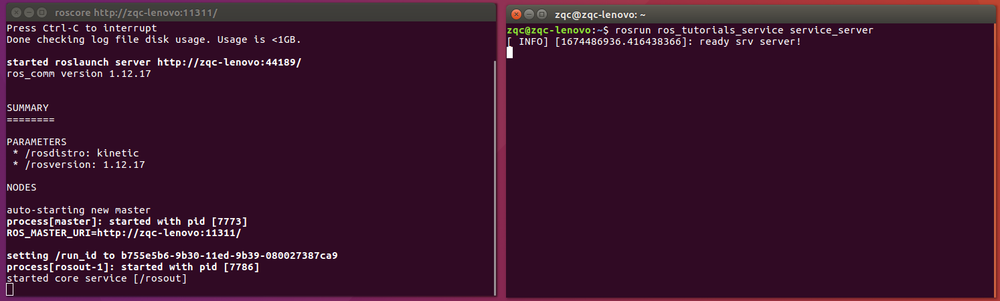 roscore http://zqc-lenovo:11311/
Press Ctrl-C to interrupt
Done checking log file disk usage. Usage is <1GB.
started roslaunch server http://zqc-lenovo:44189/
ros_comm version 1.12.17
SUMMARY
========
PARAMETERS
 * /rosdistro: kinetic
 * /rosversion: 1.12.17
NODES
auto-starting new master
process[master]: started with pid [7773]
ROS_MASTER_URI=http://zqc-lenovo:11311/
setting /run_id to b755e5b6-9b30-11ed-9b39-080027387ca9
process[rosout-1]: started with pid [7786]
started core service [/rosout]
zqc@zqc-lenovo: ~
zqc@zqc-lenovo:~$ rosrun ros_tutorials_service service_server
[ INFO] [1674486936.416438366]: ready srv server!